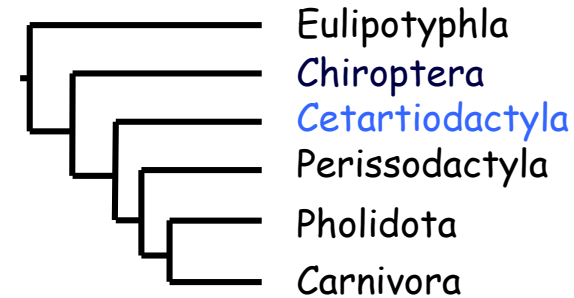 Eulipotyphla
Chiroptera
Cetartiodactyla
Perissodactyla
Pholidota
Carnivora